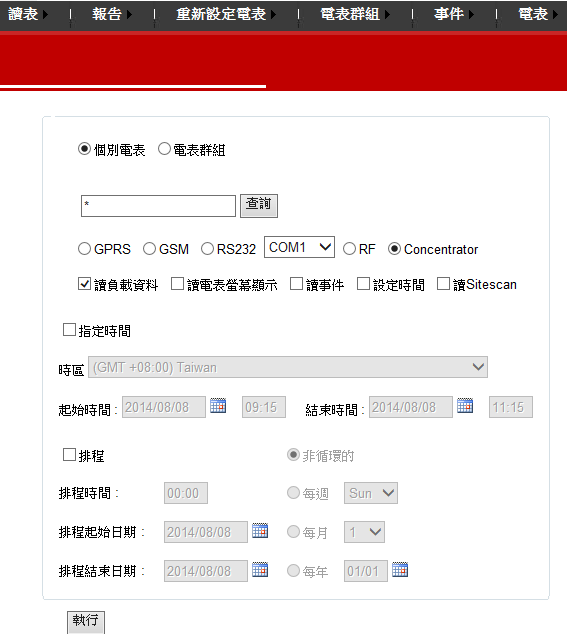 讀表 報告 重新設定電表 電表群組 事件 電表
個別電表 電表群組
* 查詢
GPRS GSM RS232 COM1 RF Concentrator
讀負載資料 讀電表螢幕顯示 讀事件 設定時間 讀Sitescan
指定時間
時區 (GMT +08:00) Taiwan
起始時間 : 2014/08/08 09:15 結束時間 : 2014/08/08 11:15
排程 非循環的
排程時間 : 00:00 每週 Sun
排程起始日期 : 2014/08/08 每月 1
排程結束日期 : 2014/08/08 每年 01/01
執行